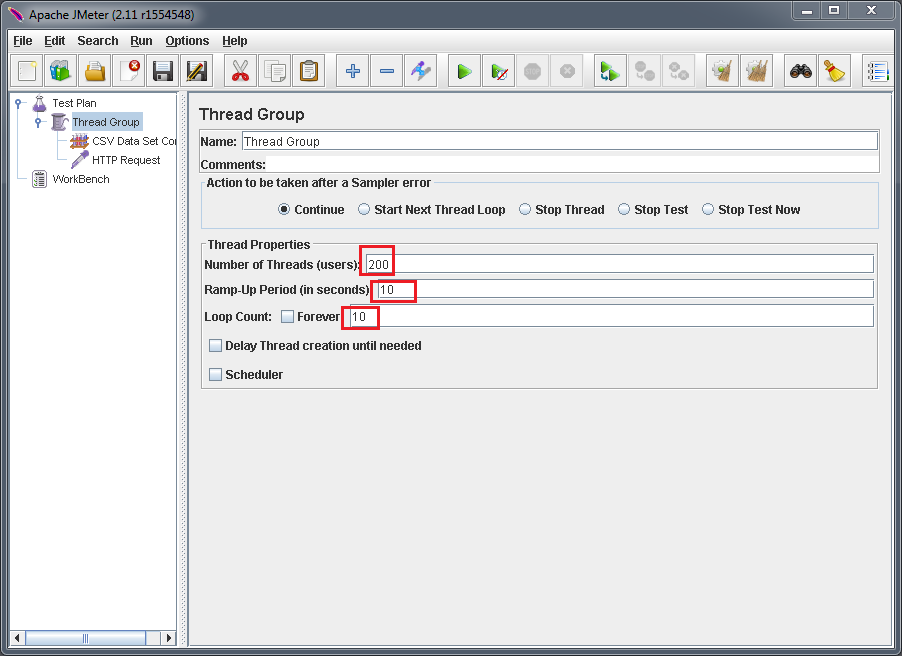 Apache JMeter (2.11 r1554548)
File Edit Search Run Options Help
Test Plan
Thread Group
CSV Data Set Co
HTTP Request
WorkBench
Thread Group
Name: Thread Group
Comments:
Action to be taken after a Sampler error
Continue Start Next Thread Loop Stop Thread Stop Test Stop Test Now
Thread Properties
Number of Threads (users): 200
Ramp-Up Period (in seconds) 10
Loop Count: Forever 10
Delay Thread creation until needed
Scheduler